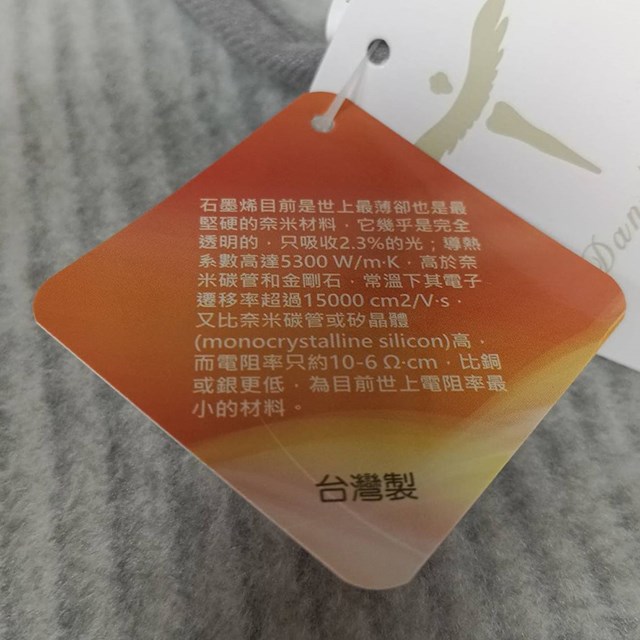 石墨烯目前是世上最薄卻也是最
堅硬的奈米材料，它幾乎是完全
透明的，只吸收2.3%的光；導熱
系數高達5300 W/m·K，高於奈
米碳管和金剛石，常溫下其電子
遷移率超過15000 cm2/V·s，
又比奈米碳管或矽晶體
(monocrystalline silicon)高，
而電阻率只約10-6 Ω·cm，比銅
或銀更低，為目前世上電阻率最
小的材料。
台灣製
Dan